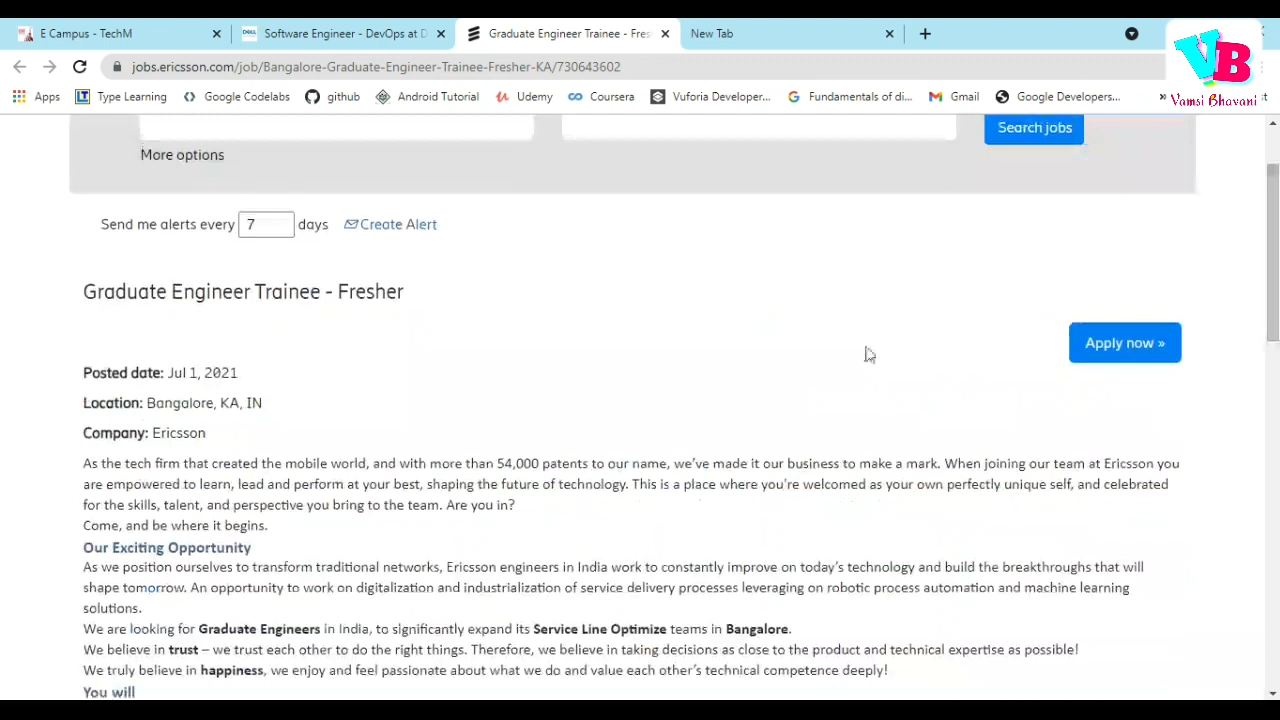 E Campus - TechM
DELL
Software Engineer - DevOps at D
Graduate Engineer Trainee - Fres
New Tab
jobs.ericsson.com/job/Bangalore-Graduate-Engineer-Trainee-Fresher-KA/730643602
VB
Vamsi Bhavani
Apps
Type Learning
Google Codelabs
github
Android Tutorial
Udemy
Coursera
Vuforia Developer...
Fundamentals of di...
Gmail
Google Developers...
»
Search jobs
More options
Send me alerts every 7 days Create Alert
Graduate Engineer Trainee - Fresher
Apply now »
Posted date: Jul 1, 2021
Location: Bangalore, KA, IN
Company: Ericsson
As the tech firm that created the mobile world, and with more than 54,000 patents to our name, we've made it our business to make a mark. When joining our team at Ericsson you
are empowered to learn, lead and perform at your best, shaping the future of technology. This is a place where you're welcomed as your own perfectly unique self, and celebrated
for the skills, talent, and perspective you bring to the team. Are you in?
Come, and be where it begins.
Our Exciting Opportunity
As we position ourselves to transform traditional networks, Ericsson engineers in India work to constantly improve on today's technology and build the breakthroughs that will
shape tomorrow. An opportunity to work on digitalization and industrialization of service delivery processes leveraging on robotic process automation and machine learning
solutions.
We are looking for Graduate Engineers in India, to significantly expand its Service Line Optimize teams in Bangalore.
We believe in trust – we trust each other to do the right things. Therefore, we believe in taking decisions as close to the product and technical expertise as possible!
We truly believe in happiness, we enjoy and feel passionate about what we do and value each other's technical competence deeply!
You will